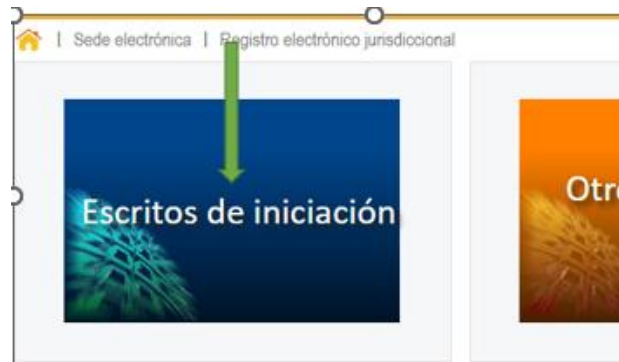 | Sede electrónica | Registro electrónico jurisdiccional
Escritos de iniciación